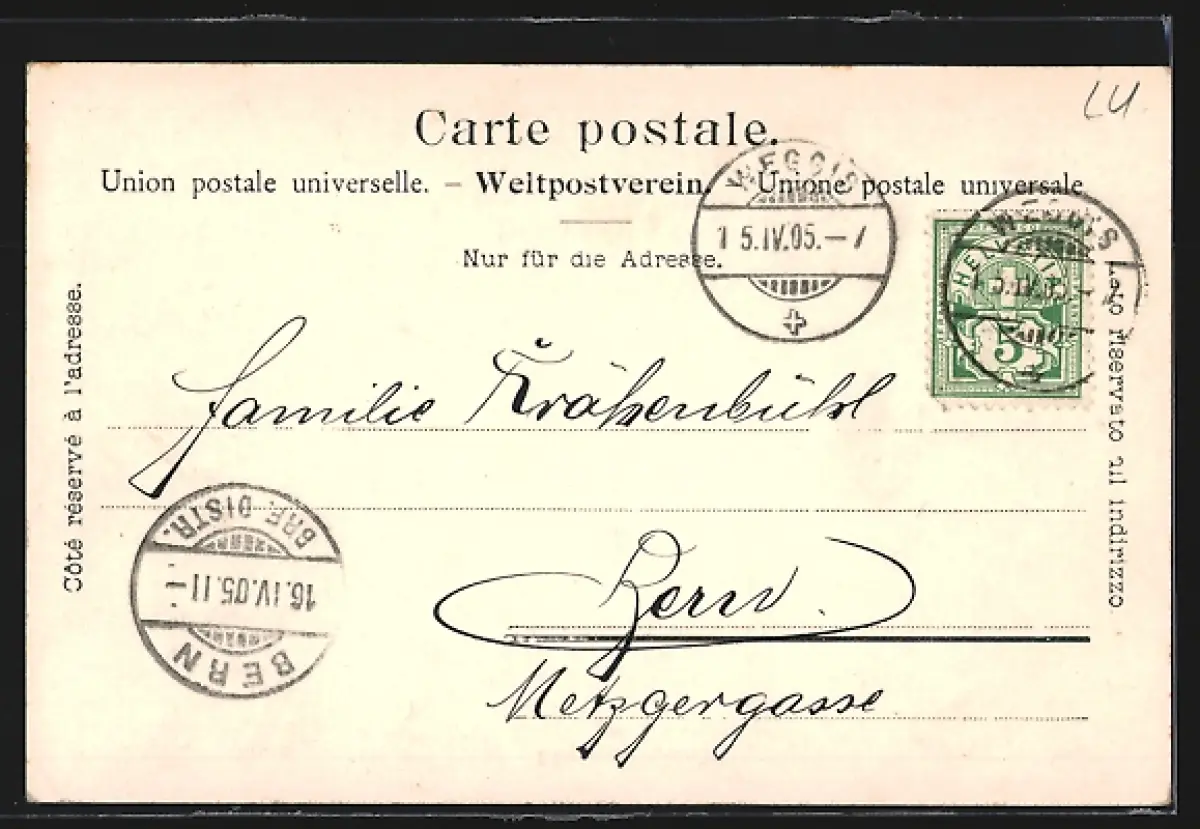 LU
Carte postale.
Union postale universelle. – Weltpostverein. Unione postale universale
Nur für die Adresse.
WEGGIS
15.IV.05.–7
WEGGIS
HELVETIA
5
Côté réservé à l'adresse.
Lato riservato all indirizzo
Familie Krähenbühl
BRF. DISTR.
16.IV.05.11–
BERN
Bern.
Metzgergasse